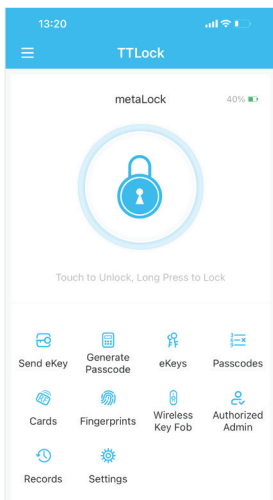 13:20
TTLock
metaLock
40%
Touch to Unlock, Long Press to Lock
Send eKey
Generate
Passcode
eKeys
Passcodes
Cards
Fingerprints
Wireless
Key Fob
Authorized
Admin
Records
Settings